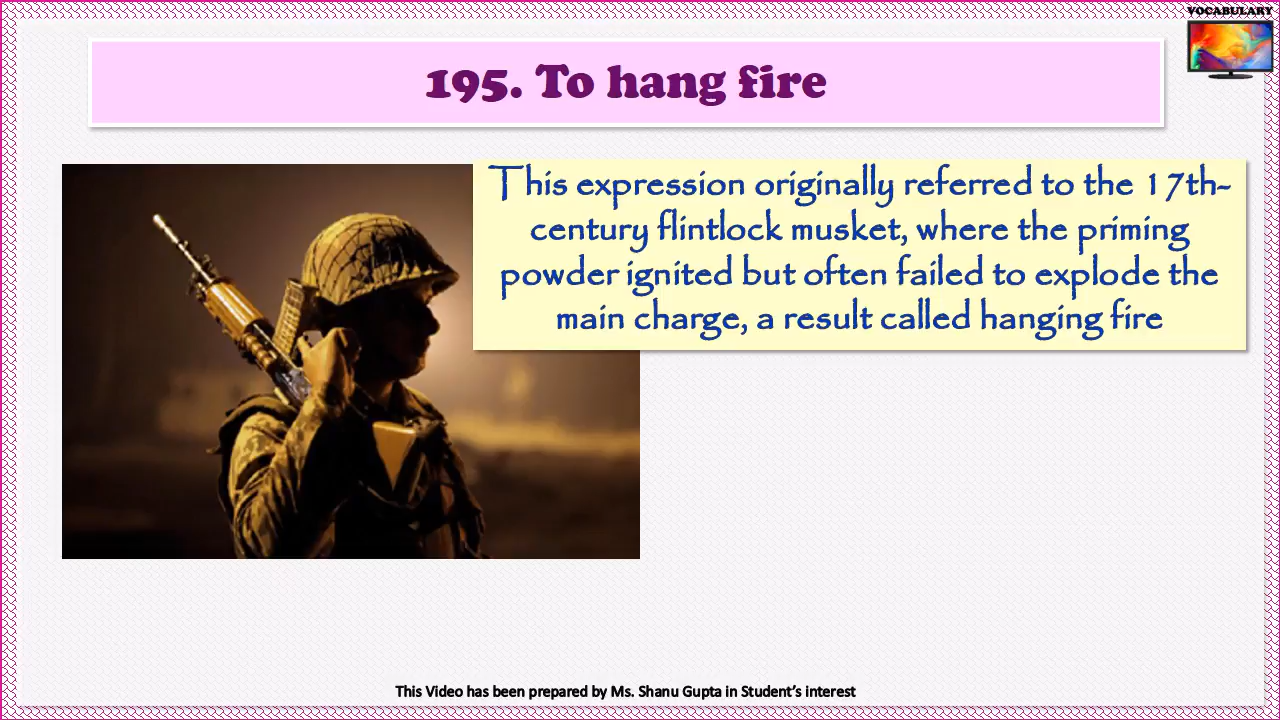 VOCABULARY
195. To hang fire
This expression originally referred to the 17th-
century flintlock musket, where the priming
powder ignited but often failed to explode the
main charge, a result called hanging fire
This Video has been prepared by Ms. Shanu Gupta in Student's interest